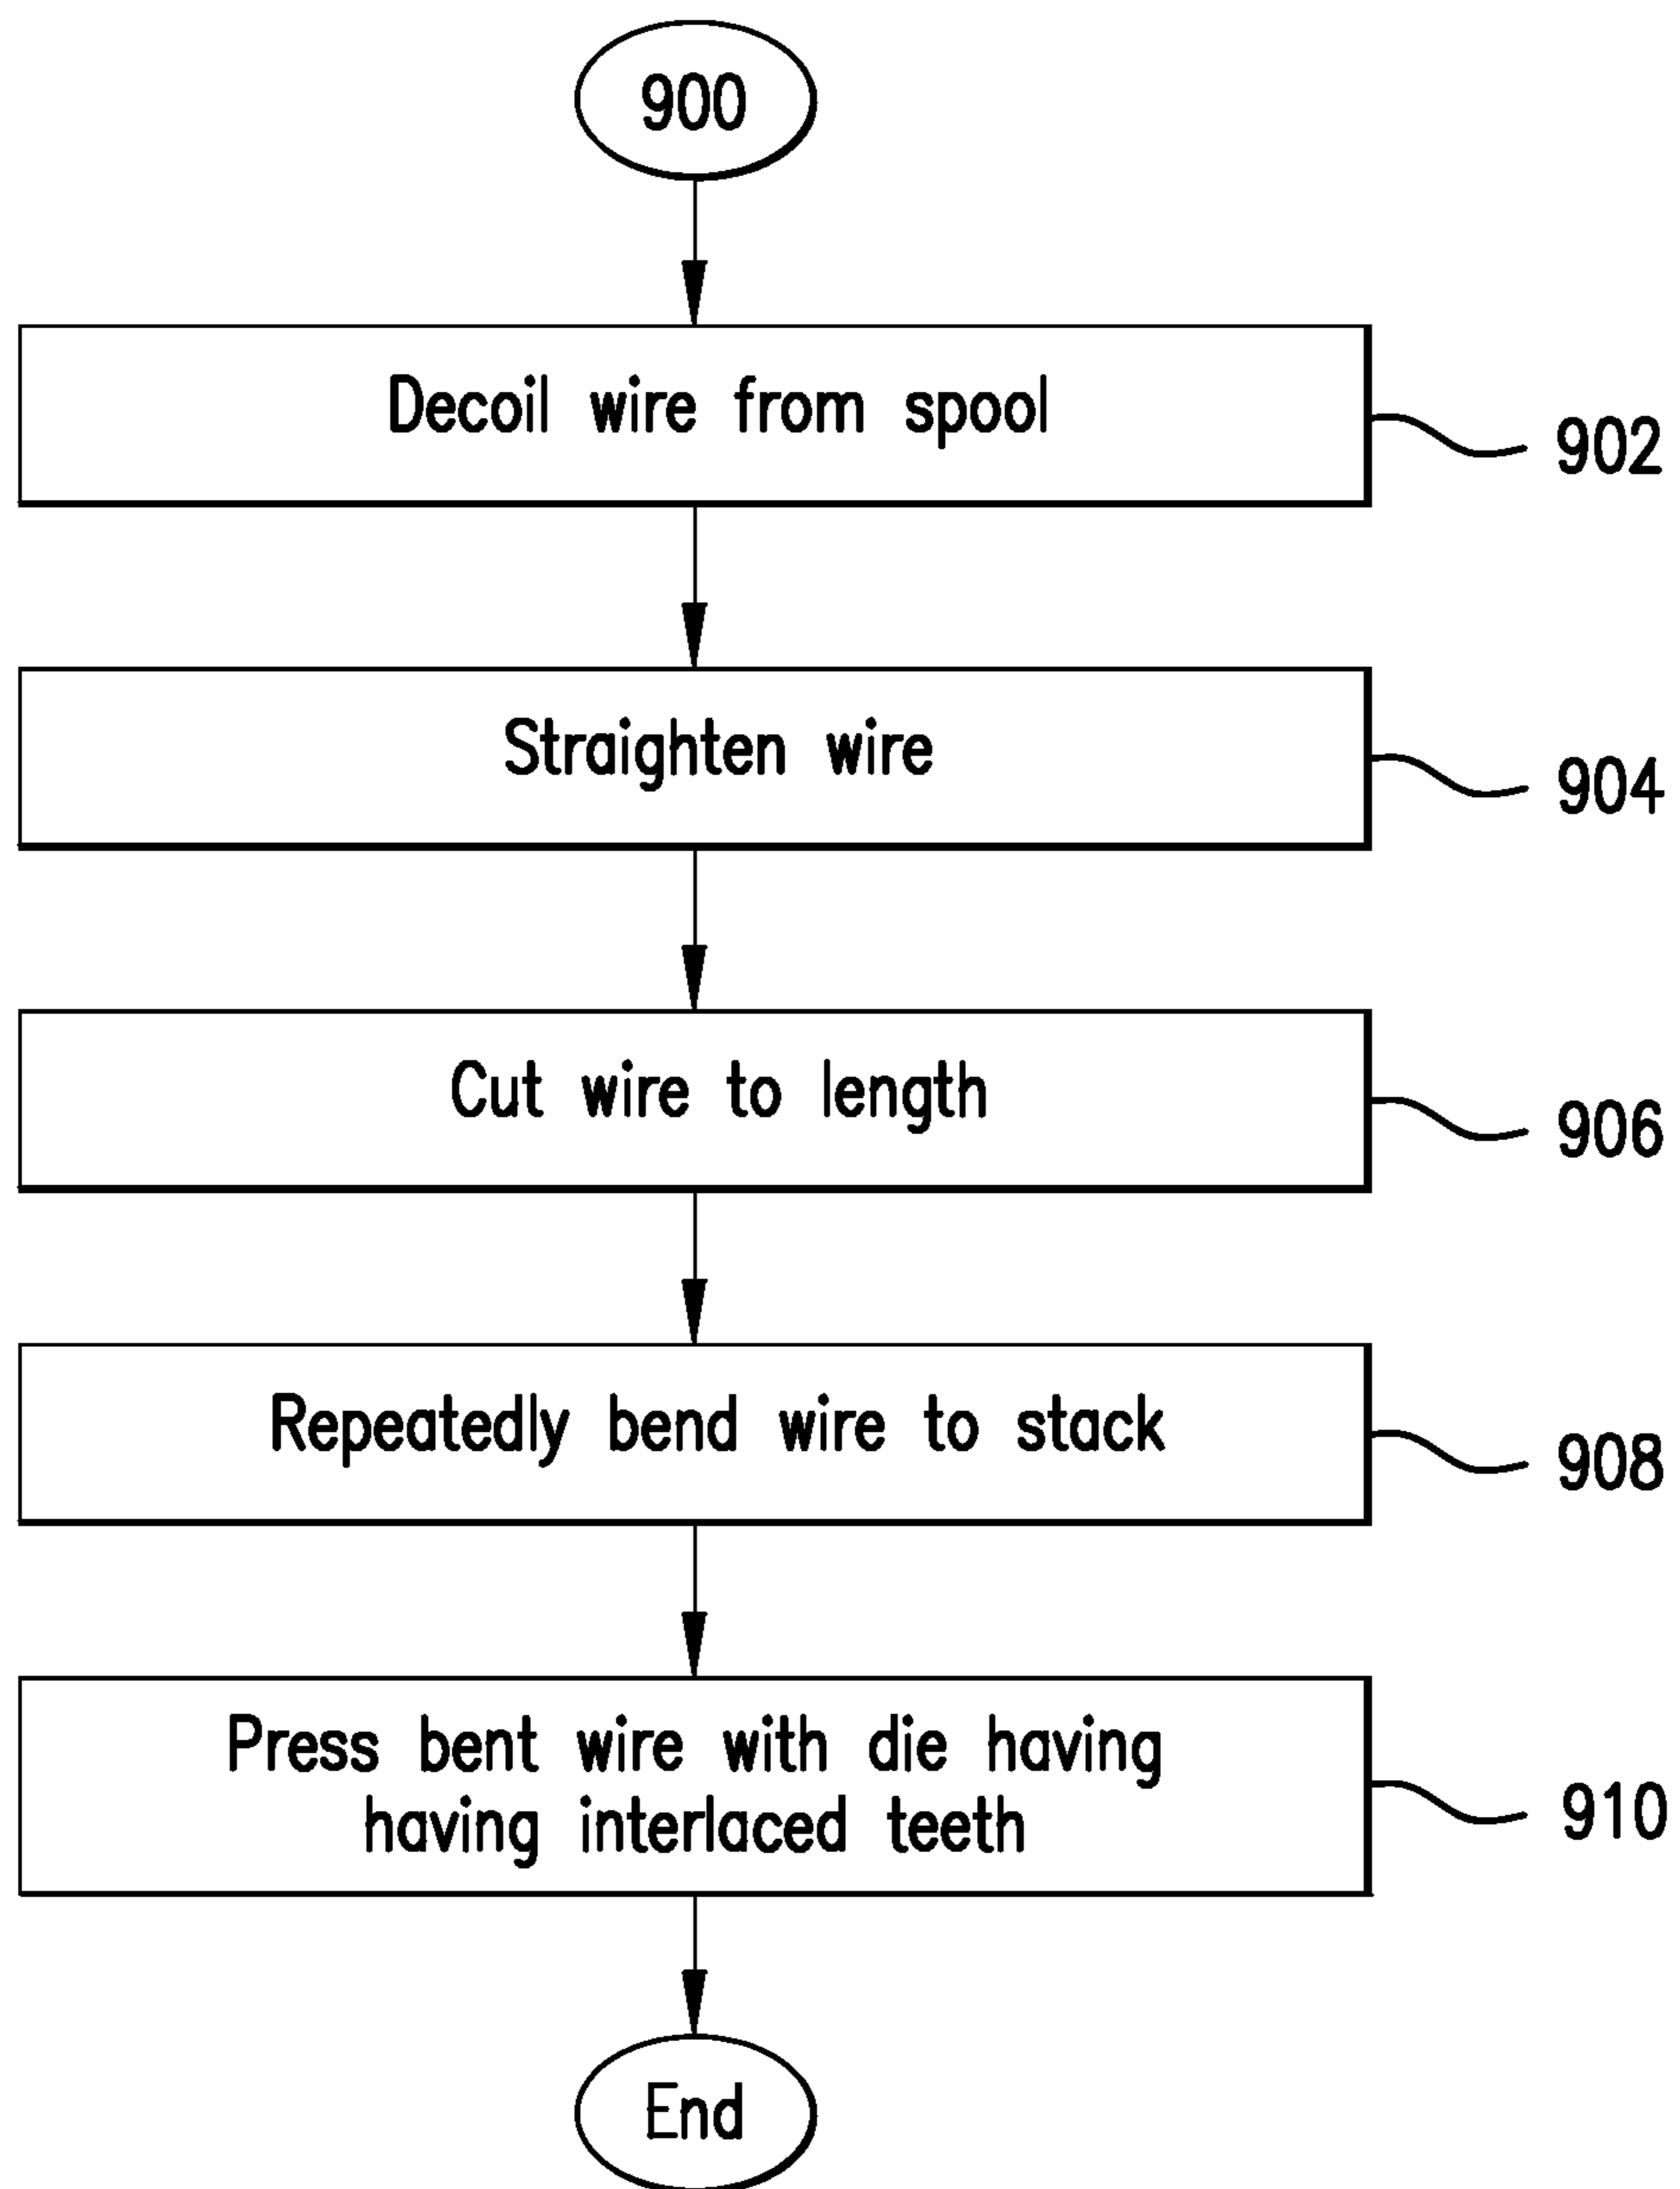 900
Decoil wire from spool
902
Straighten wire
904
Cut wire to length
906
Repeatedly bend wire to stack
908
Press bent wire with die having
having interlaced teeth
910
End